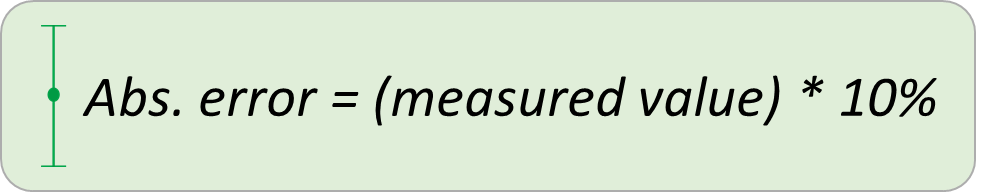 Abs. error = (measured value) * 10%